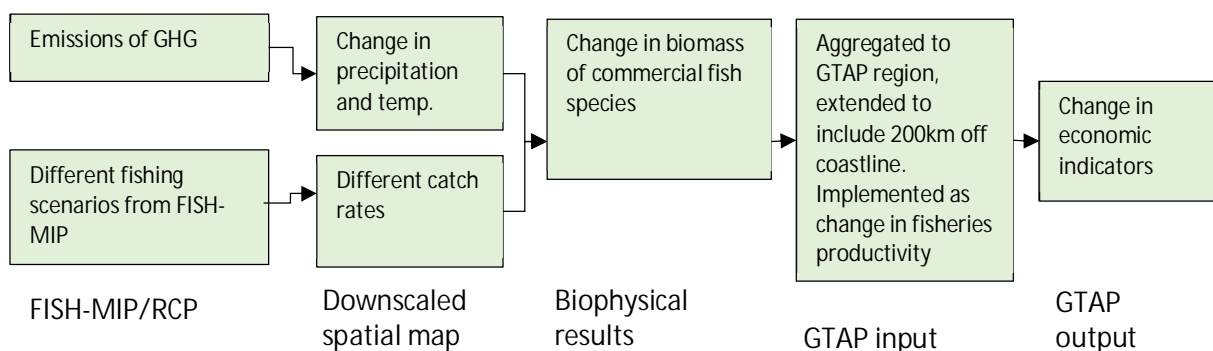 Emissions of GHG
Different fishing
scenarios from FISH-
MIP
Change in
precipitation
and temp.
Different catch
rates
Change in biomass
of commercial fish
species
Aggregated to
GTAP region,
extended to
include 200km off
coastline.
Implemented as
change in fisheries
productivity
Change in
economic
indicators
FISH-MIP/RCP
Downscaled
spatial map
Biophysical
results
GTAP input
GTAP
output